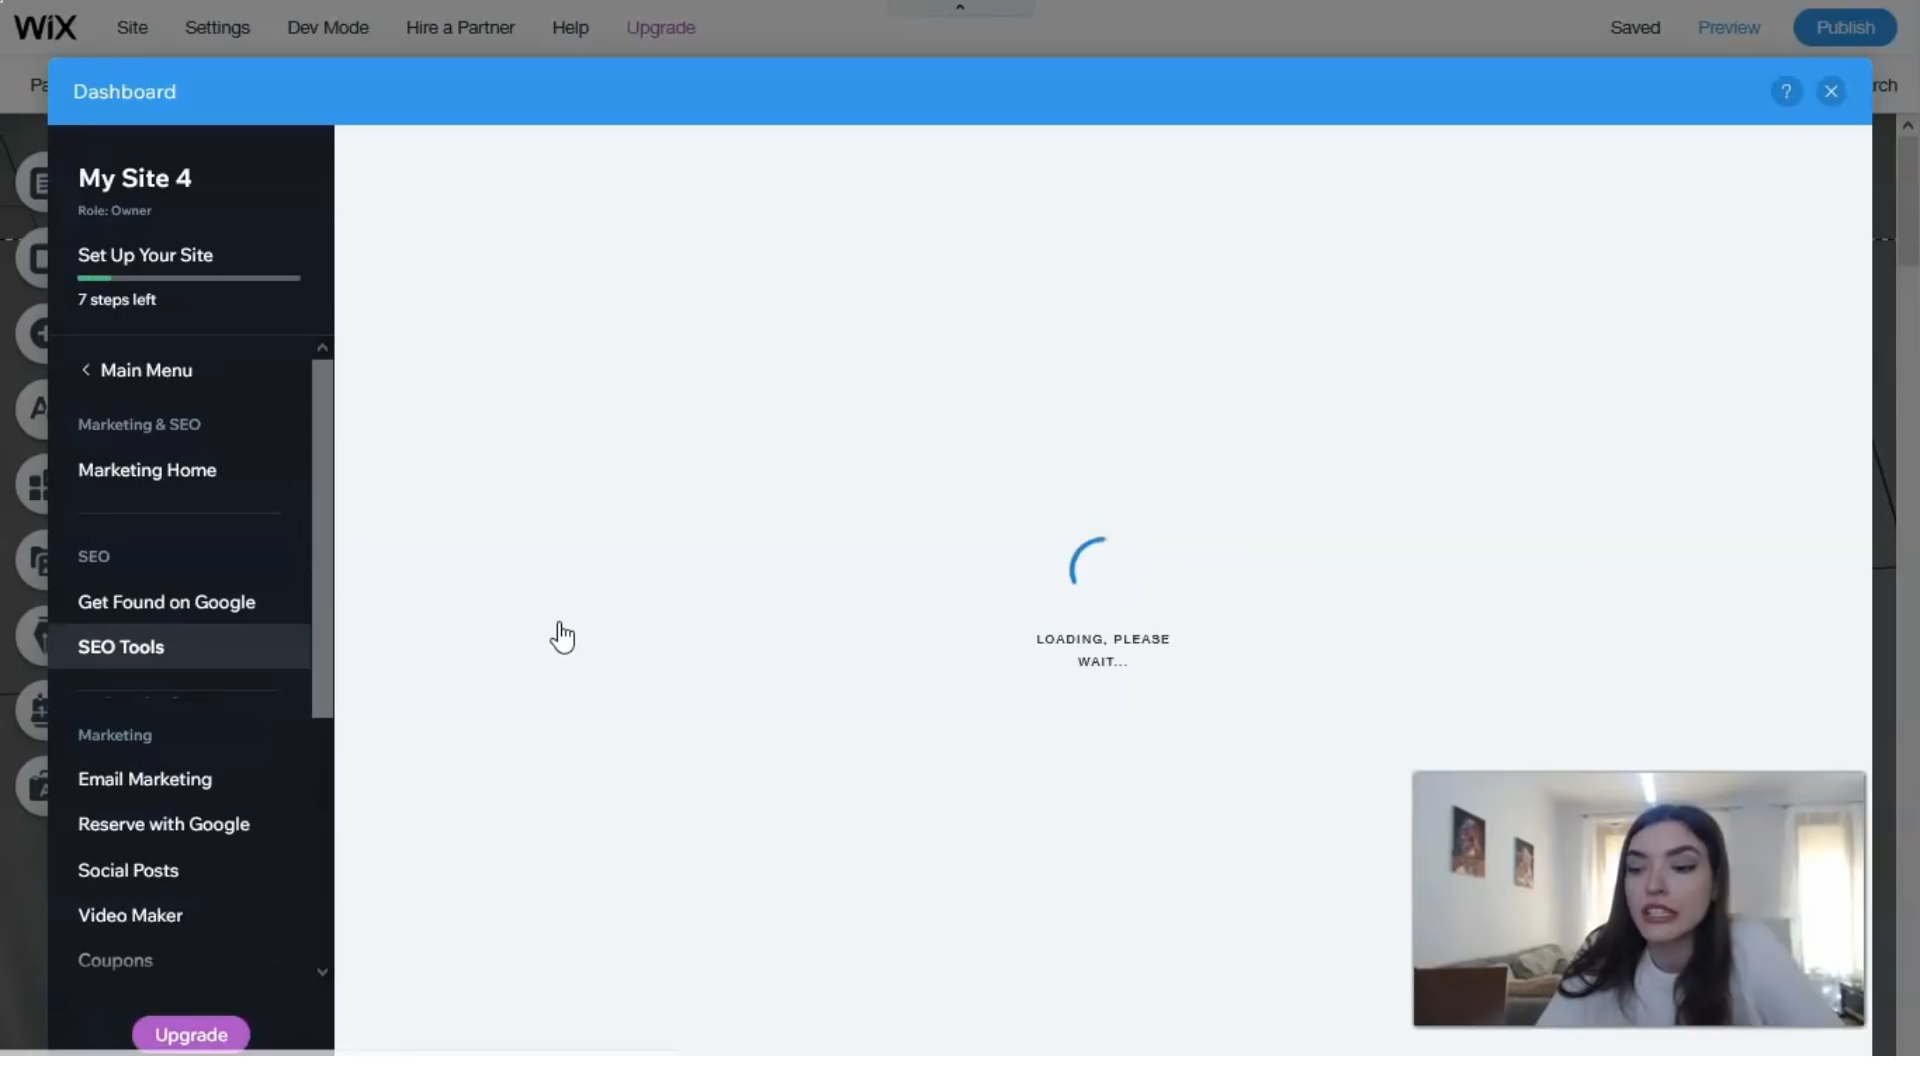 WiX Site Settings Dev Mode Hire a Partner Help Upgrade Saved Preview Publish
Pa
rch
Dashboard
?
My Site 4
Role: Owner
Set Up Your Site
7 steps left
Main Menu
Marketing & SEO
Marketing Home
SEO
Get Found on Google
SEO Tools
Marketing
Email Marketing
Reserve with Google
Social Posts
Video Maker
Coupons
Upgrade
LOADING, PLEASE
WAIT...